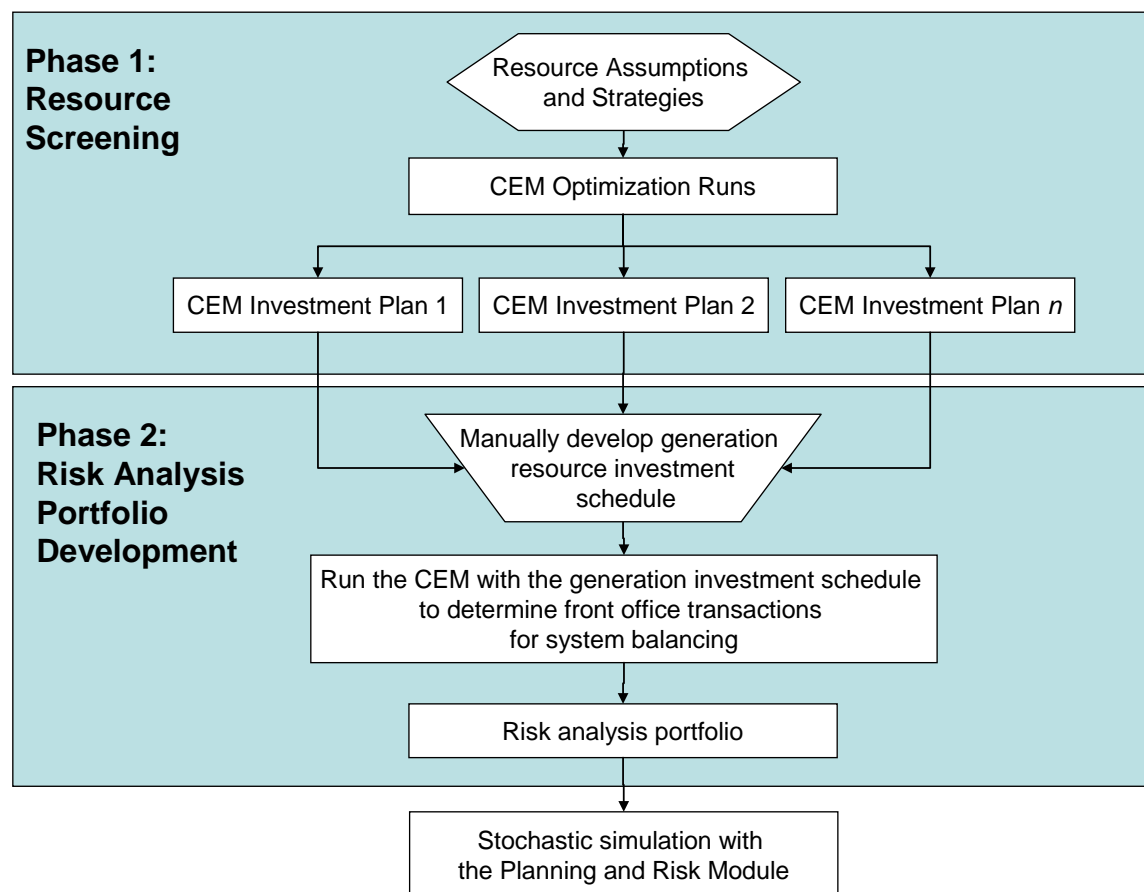 Phase 1:
Resource
Screening
Resource Assumptions
and Strategies
CEM Optimization Runs
CEM Investment Plan 1
CEM Investment Plan 2
CEM Investment Plan n
Phase 2:
Risk Analysis
Portfolio
Development
Manually develop generation
resource investment
schedule
Run the CEM with the generation investment schedule
to determine front office transactions
for system balancing
Risk analysis portfolio
Stochastic simulation with
the Planning and Risk Module